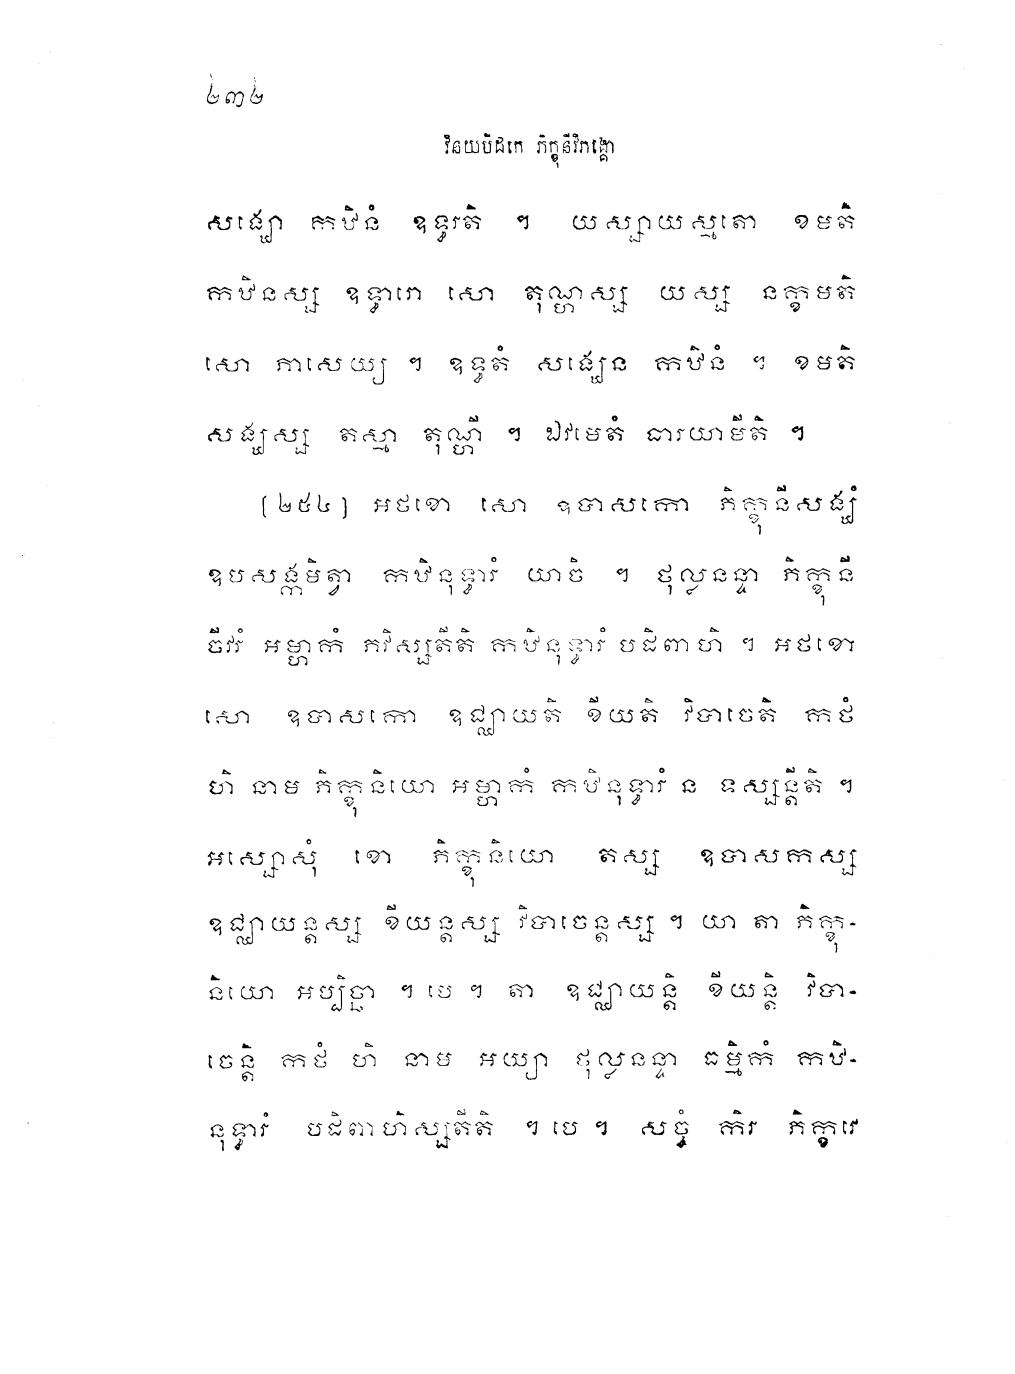 ២៣២
វិនយបិដកេ ភិក្ខុនីវិភង្គោ
សង្ឃោ កឋិនំ ឧទ្ធរតិ ។ យស្សាយស្មតោ ខមតិ
កឋិនស្ស ឧទ្ធារោ សោ តុណ្ហស្ស យស្ស នក្ខមតិ
សោ ភាសេយ្យ ។ ឧទ្ធតំ សង្ឃេន កឋិនំ ។ ខមតិ
សង្ឃស្ស តស្មា តុណ្ហី ។ ឯវមេតំ ធារយាមីតិ ។
[២៥៤] អថខោ សោ ឧបាសកោ ភិក្ខុនីសង្ឃំ
ឧបសង្កមិត្វា កឋិនុទ្ធារំ យាចិ ។ ថុល្លនន្ទា ភិក្ខុនី
ចីវរំ អម្ហាកំ ភវិស្សតីតិ កឋិនុទ្ធារំ បដិពាហិ ។ អថខោ
សោ ឧបាសកោ ឧជ្ឈាយតិ ខីយតិ វិបាចេតិ កថំ
ហិ នាម ភិក្ខុនិយោ អម្ហាកំ កឋិនុទ្ធារំ ន ទស្សន្តីតិ ។
អស្សោសុំ ខោ ភិក្ខុនិយោ តស្ស ឧបាសកស្ស
ឧជ្ឈាយន្តស្ស ខីយន្តស្ស វិបាចេន្តស្ស ។ យា តា ភិក្ខុ-
និយោ អប្បិច្ឆា ។ បេ ។ តា ឧជ្ឈាយន្តិ ខីយន្តិ វិបា-
ចេន្តិ កថំ ហិ នាម អយ្យា ថុល្លនន្ទា ធម្មិកំ កឋិ-
នុទ្ធារំ បដិពាហិស្សតីតិ ។ បេ ។ សច្ចំ កិរ ភិក្ខវេ